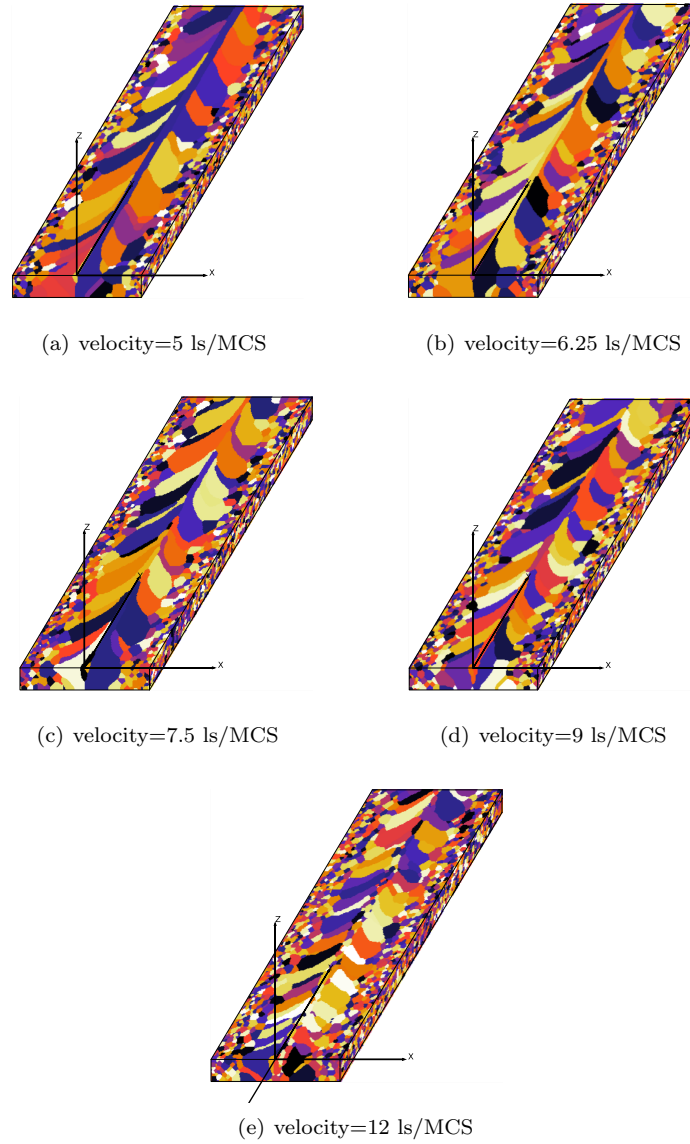 z
x
(a) velocity=5 ls/MCS
z
x
(b) velocity=6.25 ls/MCS
z
x
(c) velocity=7.5 ls/MCS
z
x
(d) velocity=9 ls/MCS
z
x
(e) velocity=12 ls/MCS